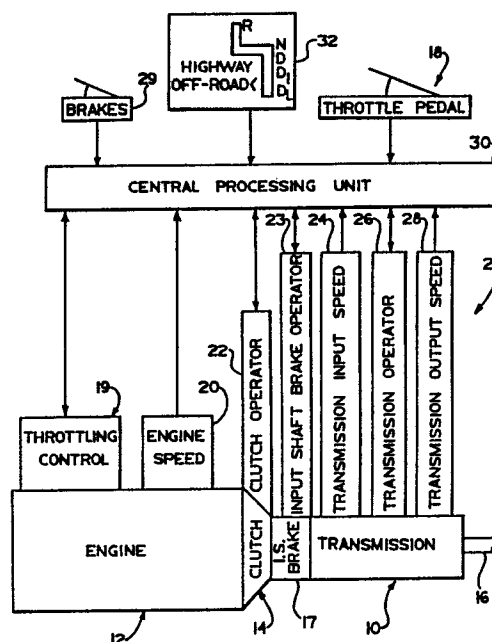 R
N
D
D
I
D
L
HIGHWAY
OFF-ROAD<
32
18
BRAKES
29
THROTTLE PEDAL
30
CENTRAL PROCESSING UNIT
23
24
26
28
2
22
CLUTCH OPERATOR
INPUT SHAFT BRAKE OPERATOR
TRANSMISSION INPUT SPEED
TRANSMISSION OPERATOR
TRANSMISSION OUTPUT SPEED
19
20
THROTTLING
CONTROL
ENGINE
SPEED
ENGINE
CLUTCH
I.S.
BRAKE
TRANSMISSION
12
14
17
10
16